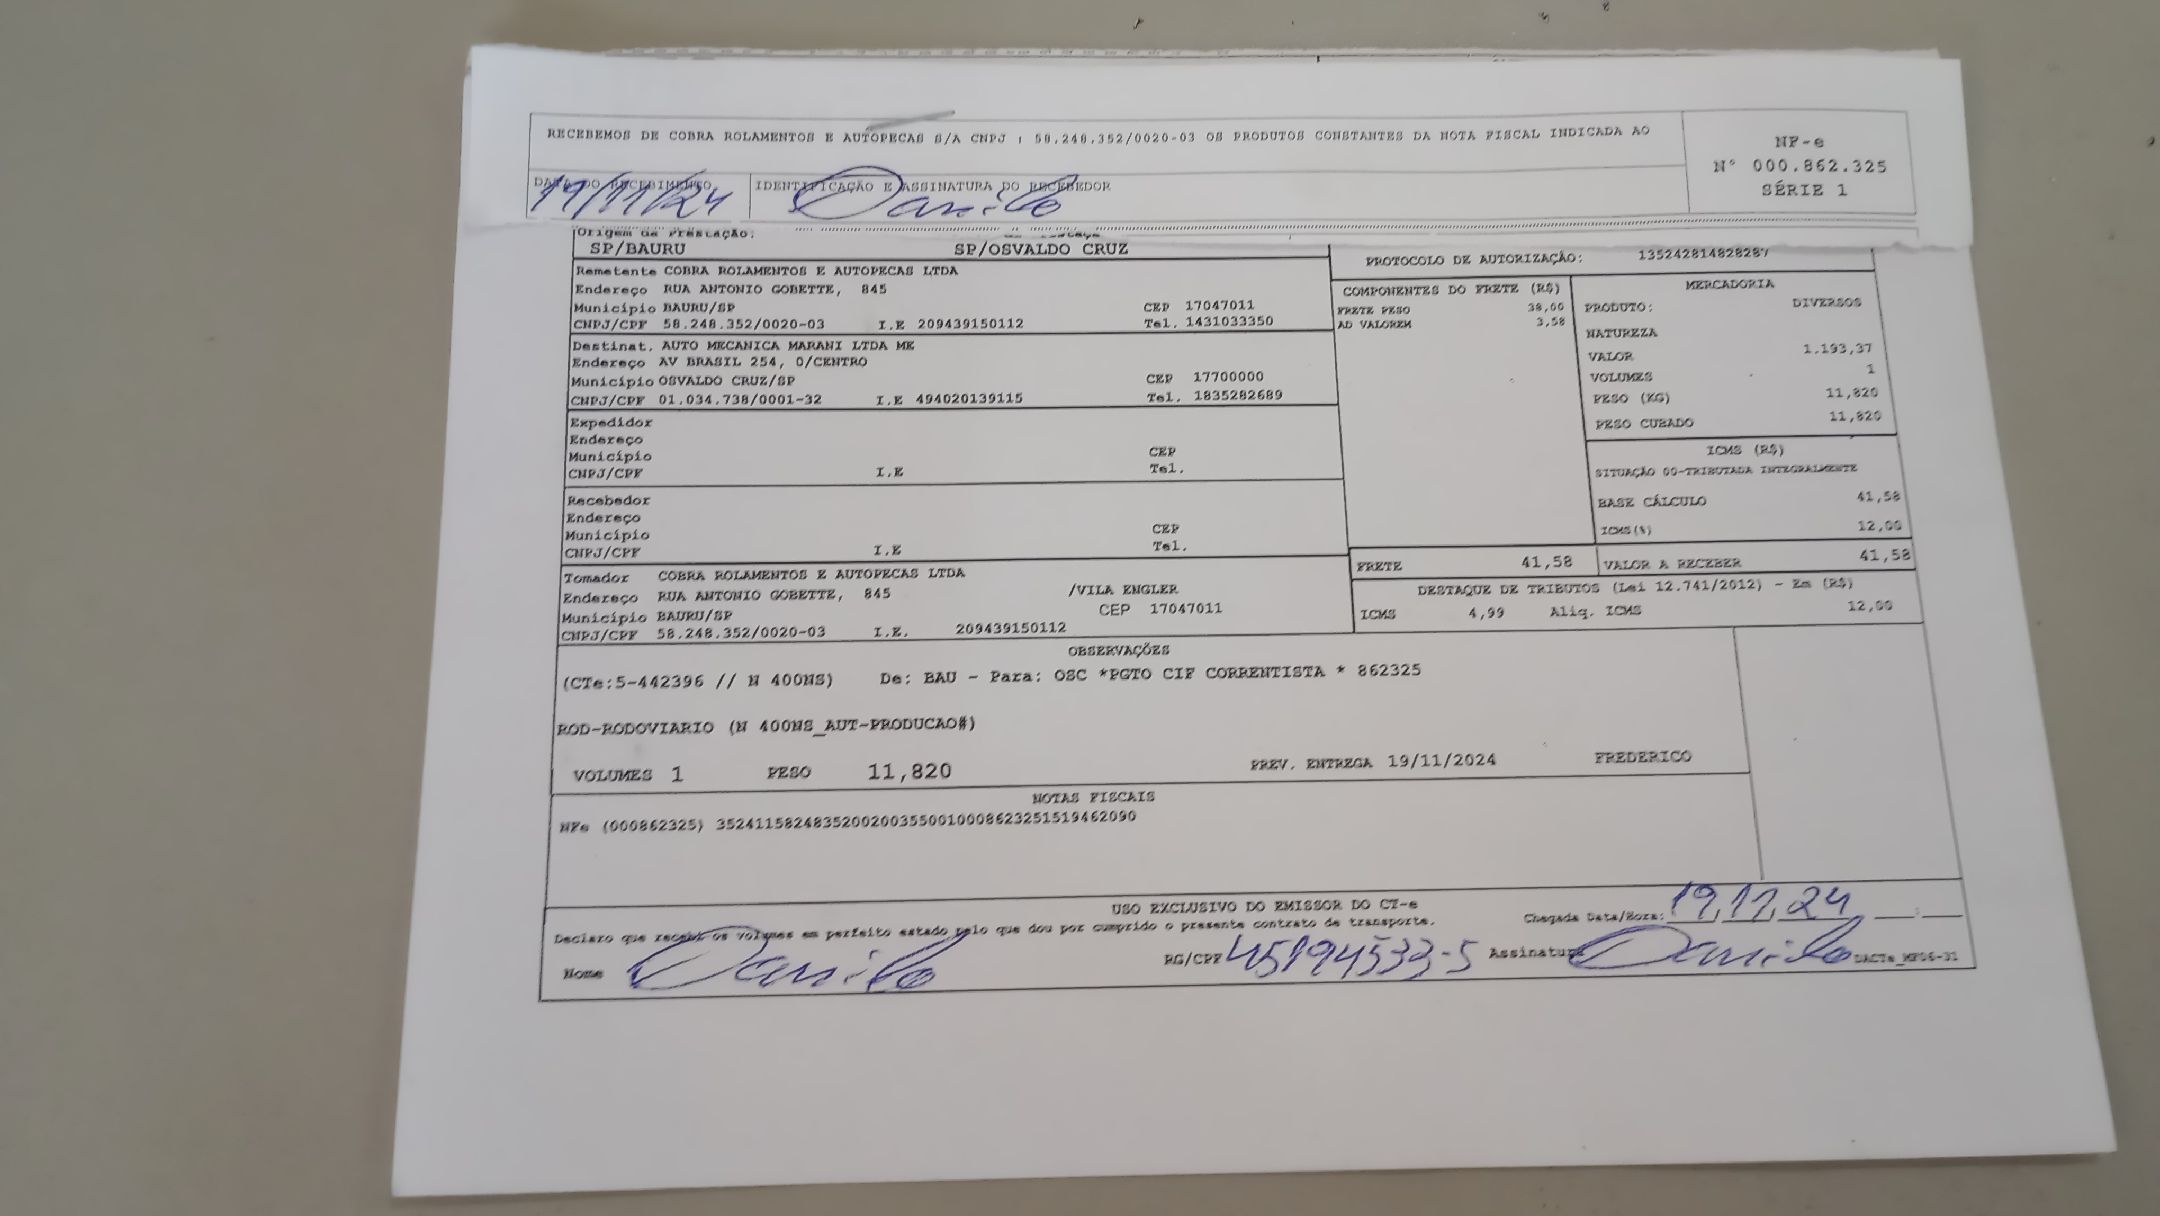 RECEBEMOS DE COBRA ROLAMENTOS E AUTOPECAS S/A CNPJ : 58.248.352/0020-03 OS PRODUTOS CONSTANTES DA NOTA FISCAL INDICADA AO
NF-e
Nº 000.862.325
SÉRIE 1
DATA DO RECEBIMENTO
19/11/24
IDENTIFICAÇÃO E ASSINATURA DO RECEBEDOR
Danilo
Origem da Prestação:
SP/BAURU SP/OSVALDO CRUZ
PROTOCOLO DE AUTORIZAÇÃO: 135242814828287
Remetente COBRA ROLAMENTOS E AUTOPECAS LTDA
Endereço RUA ANTONIO GOBETTE, 845
Município BAURU/SP CEP 17047011
CNPJ/CPF 58.248.352/0020-03 I.E 209439150112 Tel. 1431033350
Destinat. AUTO MECANICA MARANI LTDA ME
Endereço AV BRASIL 254, 0/CENTRO
Município OSVALDO CRUZ/SP CEP 17700000
CNPJ/CPF 01.034.738/0001-32 I.E 494020139115 Tel. 1835282689
Expedidor
Endereço
Município CEP
CNPJ/CPF I.E Tel.
Recebedor
Endereço
Município CEP
CNPJ/CPF I.E Tel.
Tomador COBRA ROLAMENTOS E AUTOPECAS LTDA
Endereço RUA ANTONIO GOBETTE, 845 /VILA ENGLER
Município BAURU/SP CEP 17047011
CNPJ/CPF 58.248.352/0020-03 I.E. 209439150112
COMPONENTES DO FRETE (R$)
FRETE PESO 38,00
AD VALOREM 3,58
MERCADORIA
PRODUTO: DIVERSOS
NATUREZA
VALOR 1.193,37
VOLUMES 1
PESO (KG) 11,820
PESO CUBADO 11,820
ICMS (R$)
SITUAÇÃO 00-TRIBUTADA INTEGRALMENTE
BASE CÁLCULO 41,58
ICMS(%) 12,00
FRETE 41,58 VALOR A RECEBER 41,58
DESTAQUE DE TRIBUTOS (Lei 12.741/2012) - Em (R$)
ICMS 4,99 Aliq. ICMS 12,00
OBSERVAÇÕES
(CTe:5-442396 // N 400NS) De: BAU - Para: OSC *PGTO CIF CORRENTISTA * 862325
ROD-RODOVIARIO (N 400NS_AUT-PRODUCAO#)
VOLUMES 1 PESO 11,820 PREV. ENTREGA 19/11/2024 FREDERICO
NOTAS FISCAIS
NFe (000862325) 35241158248352002003550010008623251519462090
USO EXCLUSIVO DO EMISSOR DO CT-e
Declaro que recebi os volumes em perfeito estado pelo que dou por cumprido o presente contrato de transporte.
Chegada Data/Hora: 19,11,24
Nome Danilo RG/CPF 45194533-5 Assinatura Danilo DACTe_MP06-31